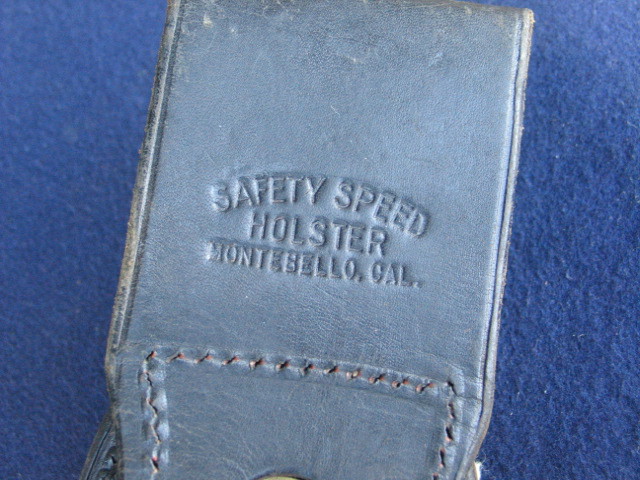 SAFETY SPEED
HOLSTER
MONTEBELLO, CAL.